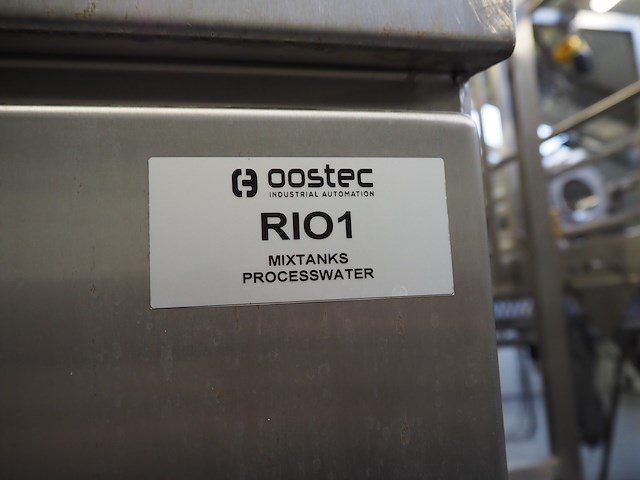 oostec
INDUSTRIAL AUTOMATION
RIO1
MIXTANKS
PROCESSWATER